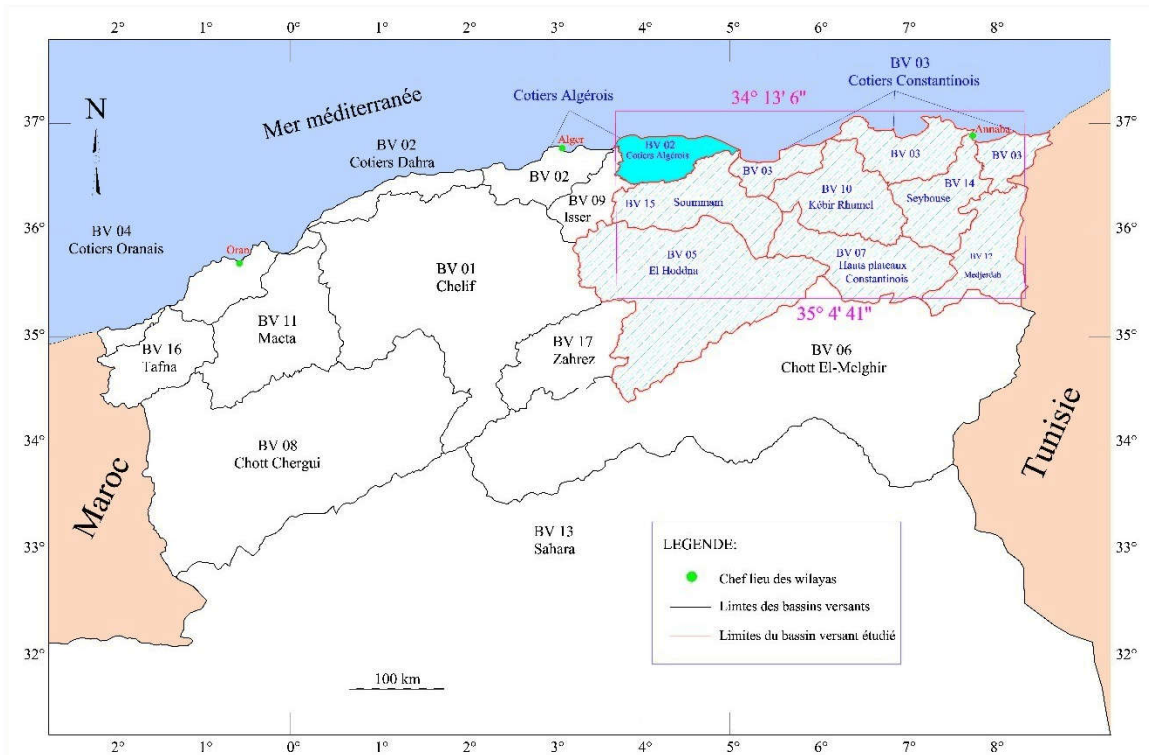 2° 1° 0° 1° 2° 3° 4° 5° 6° 7° 8°
BV 03
Cotiers Constantinois
Cotiers Algérois
34° 13' 6"
N
Mer méditerranée
37°
37°
BV 02
Cotiers Dahra
Alger
BV 02
Cotiers Algérois
Annaba
BV 03
BV 03
BV 03
BV 02
BV 09
Isser
BV 15
Soummam
BV 10
Kébir Rhumel
BV 14
Seybouse
36°
36°
BV 04
Cotiers Oranais
Oran
BV 01
Chelif
BV 05
El Hoddna
BV 07
Hauts plateaux
Constantinois
BV 12
Medjerdah
35° 4' 41"
35°
35°
BV 16
Tafna
BV 11
Macta
BV 17
Zahrez
BV 06
Chott El-Melghir
34°
34°
BV 08
Chott Chergui
Maroc
Tunisie
33°
33°
BV 13
Sahara
LEGENDE:
Chef lieu des wilayas
Limtes des bassins versants
Limites du bassin versant étudié
32°
32°
100 km
2° 1° 0° 1° 2° 3° 4° 5° 6° 7° 8°